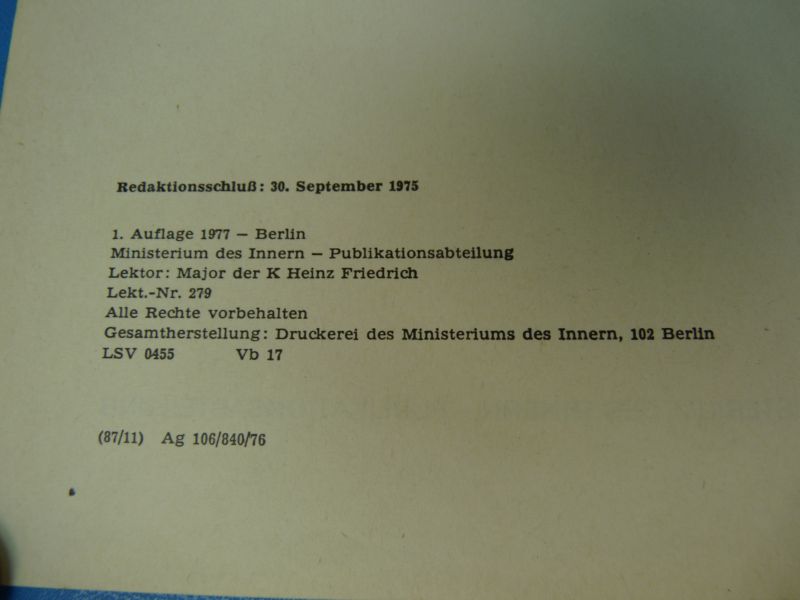 Redaktionsschluß: 30. September 1975
1. Auflage 1977 — Berlin
Ministerium des Innern — Publikationsabteilung
Lektor: Major der K Heinz Friedrich
Lekt.-Nr. 279
Alle Rechte vorbehalten
Gesamtherstellung: Druckerei des Ministeriums des Innern, 102 Berlin
LSV 0455 Vb 17
(87/11) Ag 106/840/76